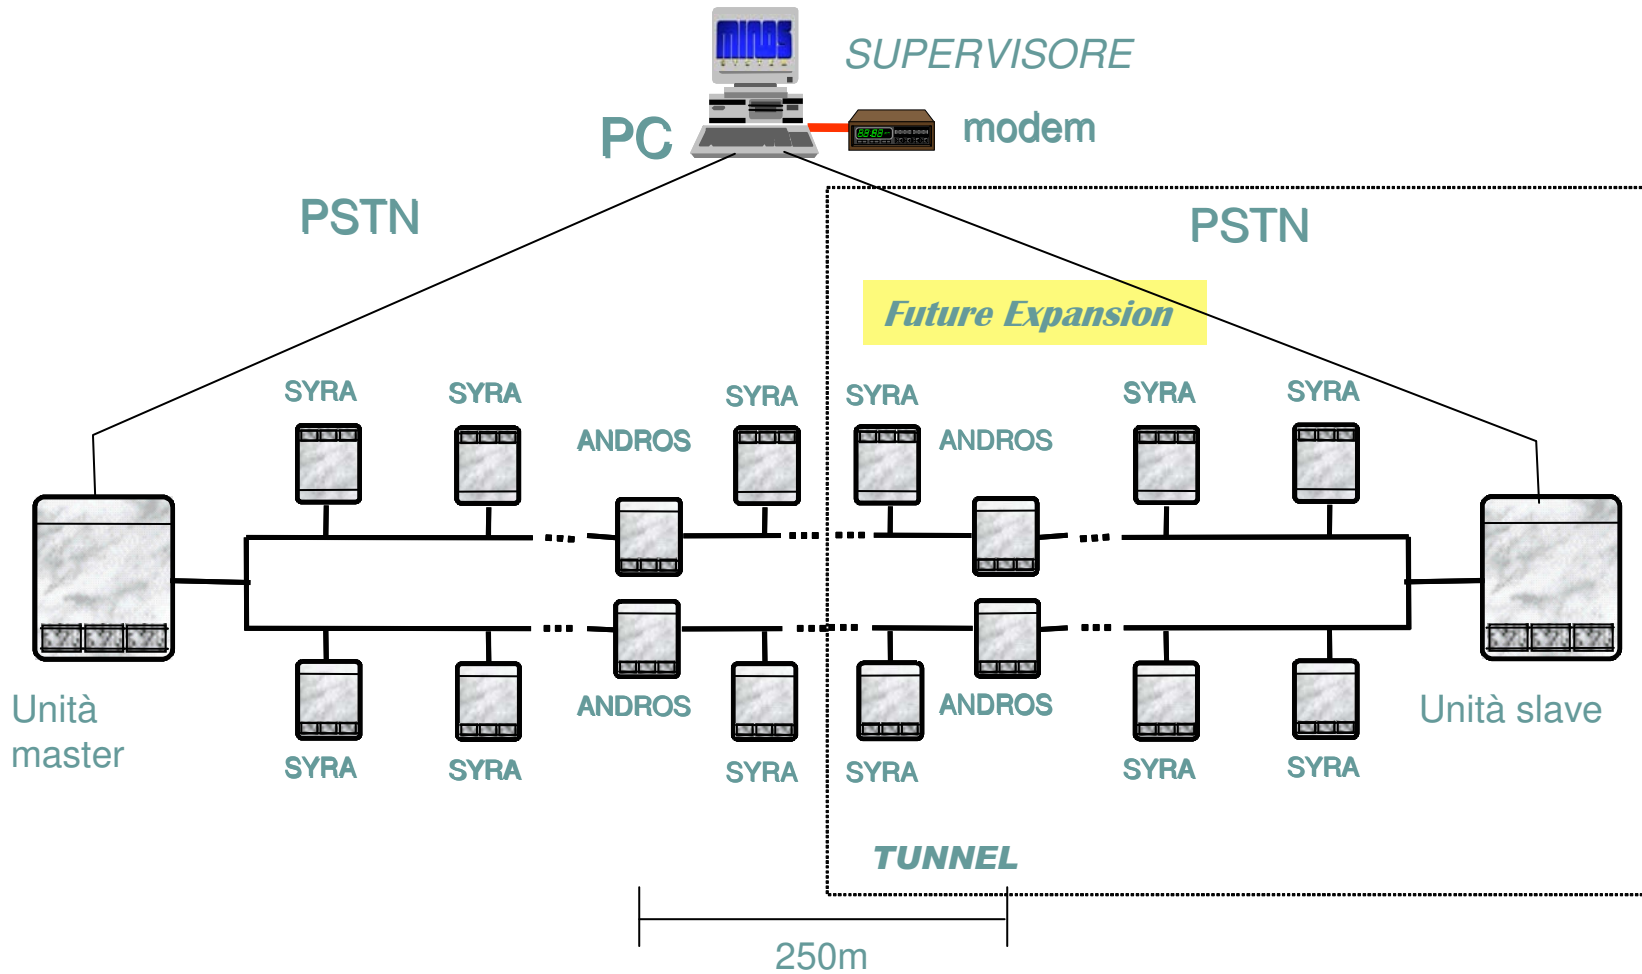 MINOS
SUPERVISORE
PC
modem
PSTN
PSTN
Future Expansion
SYRA
SYRA
SYRA
SYRA
SYRA
SYRA
ANDROS
ANDROS
Unità
master
ANDROS
ANDROS
Unità slave
SYRA
SYRA
SYRA
SYRA
SYRA
SYRA
TUNNEL
250m